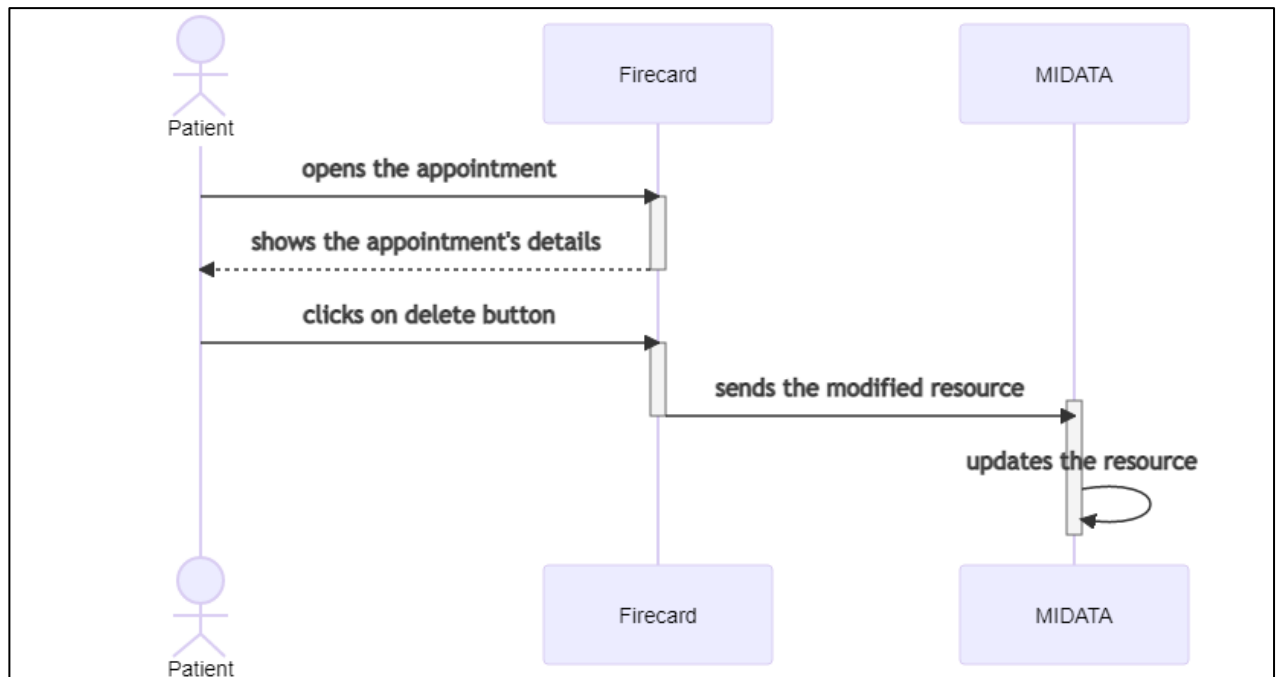 Patient
Firecard
MIDATA
opens the appointment
shows the appointment's details
clicks on delete button
sends the modified resource
updates the resource
Patient
Firecard
MIDATA